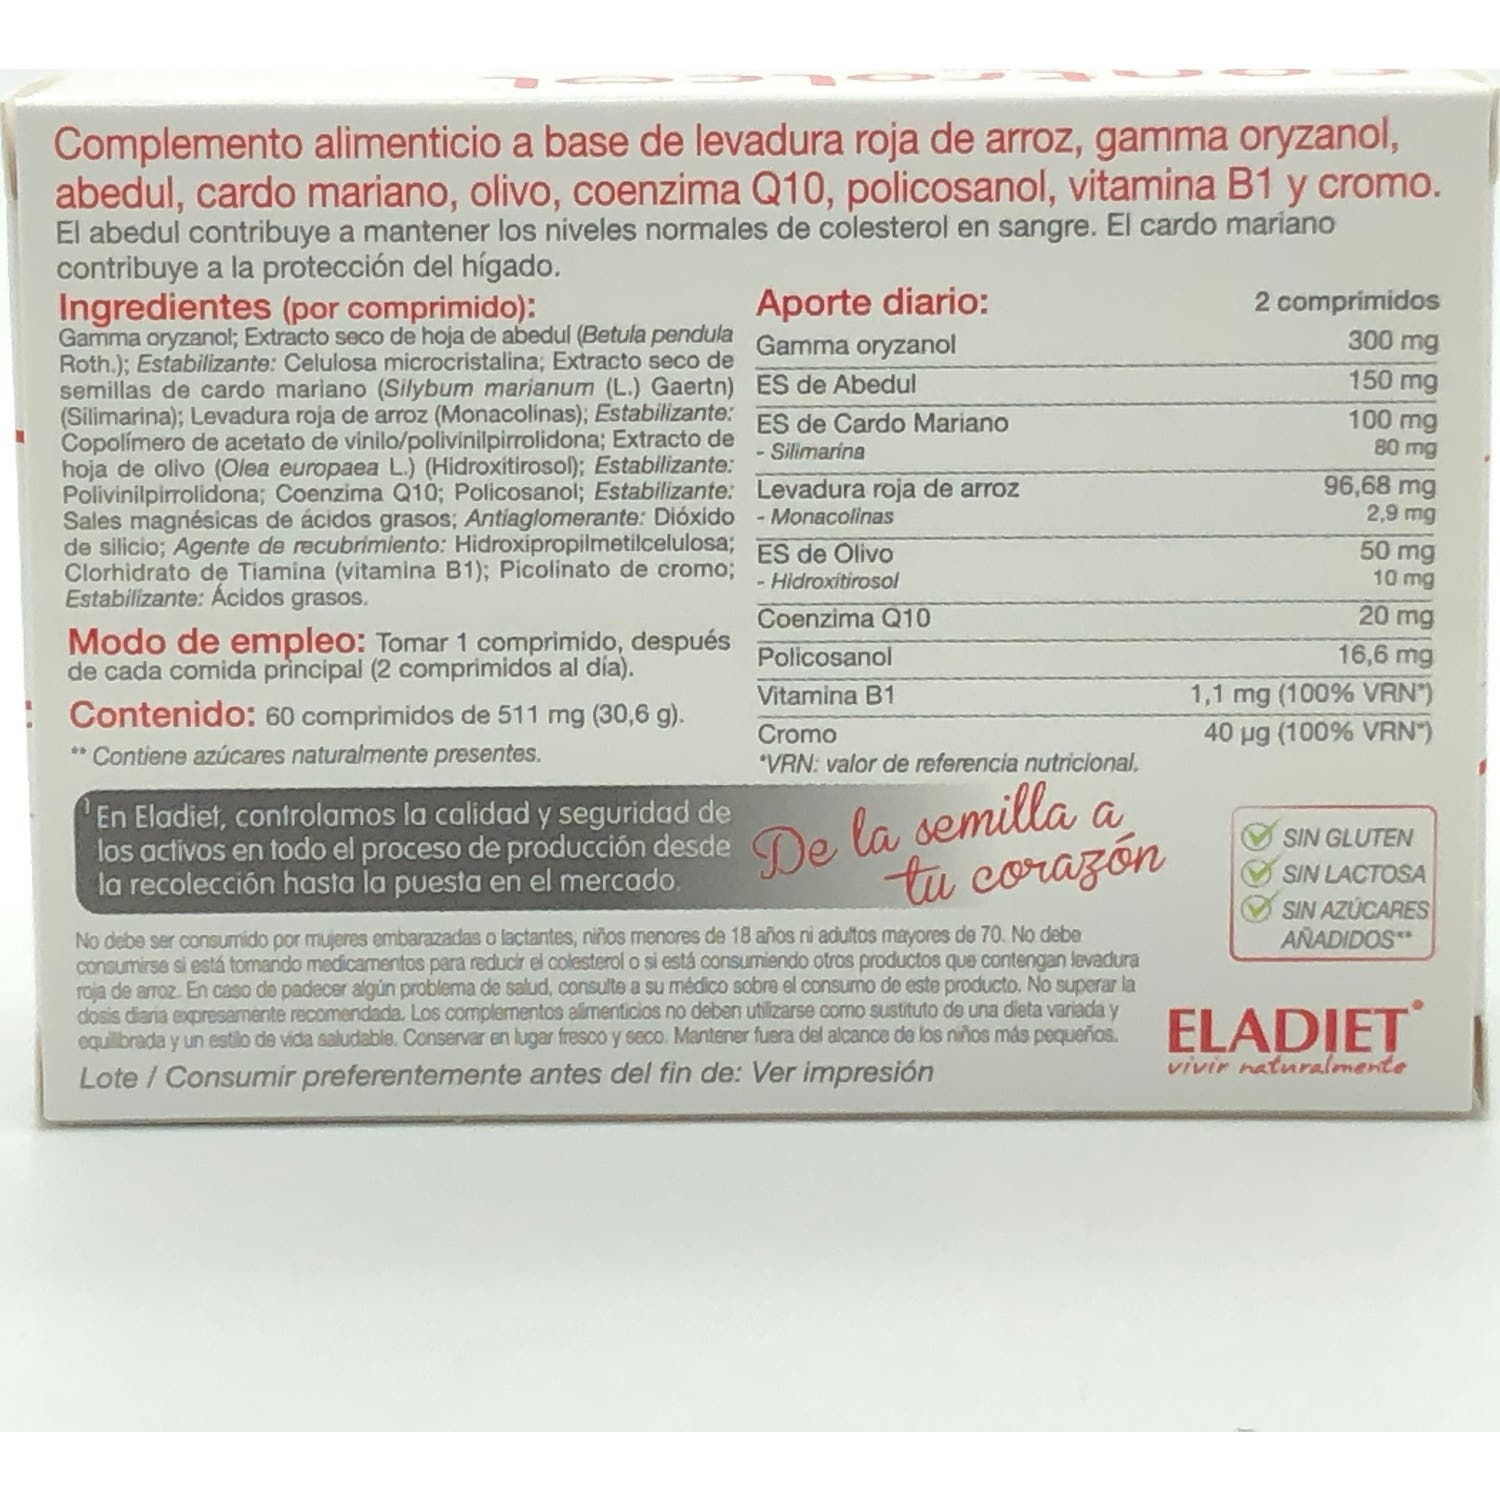 Complemento alimenticio a base de levadura roja de arroz, gamma oryzanol,
abedul, cardo mariano, olivo, coenzima Q10, policosanol, vitamina B1 y cromo.
El abedul contribuye a mantener los niveles normales de colesterol en sangre. El cardo mariano
contribuye a la protección del hígado.
Ingredientes (por comprimido):
Gamma oryzanol; Extracto seco de hoja de abedul (Betula pendula
Roth.); Estabilizante: Celulosa microcristalina; Extracto seco de
semillas de cardo mariano (Silybum marianum (L.) Gaertn)
(Silimarina); Levadura roja de arroz (Monacolinas); Estabilizante:
Copolímero de acetato de vinilo/polivinilpirrolidona; Extracto de
hoja de olivo (Olea europaea L.) (Hidroxitirosol); Estabilizante:
Polivinilpirrolidona; Coenzima Q10; Policosanol; Estabilizante:
Sales magnésicas de ácidos grasos; Antiaglomerante: Dióxido
de silicio; Agente de recubrimiento: Hidroxipropilmetilcelulosa;
Clorhidrato de Tiamina (vitamina B1); Picolinato de cromo;
Estabilizante: Ácidos grasos.
Modo de empleo: Tomar 1 comprimido, después
de cada comida principal (2 comprimidos al día).
Contenido: 60 comprimidos de 511 mg (30,6 g).
** Contiene azúcares naturalmente presentes.
Aporte diario: 2 comprimidos
Gamma oryzanol 300 mg
ES de Abedul 150 mg
ES de Cardo Mariano 100 mg
- Silimarina 80 mg
Levadura roja de arroz 96,68 mg
- Monacolinas 2,9 mg
ES de Olivo 50 mg
- Hidroxitirosol 10 mg
Coenzima Q10 20 mg
Policosanol 16,6 mg
Vitamina B1 1,1 mg (100% VRN*)
Cromo 40 µg (100% VRN*)
*VRN: valor de referencia nutricional.
1 En Eladiet, controlamos la calidad y seguridad de
los activos en todo el proceso de producción desde
la recolección hasta la puesta en el mercado.
De la semilla a
tu corazón
SIN GLUTEN
SIN LACTOSA
SIN AZÚCARES
AÑADIDOS**
No debe ser consumido por mujeres embarazadas o lactantes, niños menores de 18 años ni adultos mayores de 70. No debe
consumirse si está tomando medicamentos para reducir el colesterol o si está consumiendo otros productos que contengan levadura
roja de arroz. En caso de padecer algún problema de salud, consulte a su médico sobre el consumo de este producto. No superar la
dosis diaria expresamente recomendada. Los complementos alimenticios no deben utilizarse como sustituto de una dieta variada y
equilibrada y un estilo de vida saludable. Conservar en lugar fresco y seco. Mantener fuera del alcance de los niños más pequeños.
Lote / Consumir preferentemente antes del fin de: Ver impresión
ELADIET®
vivir naturalmente